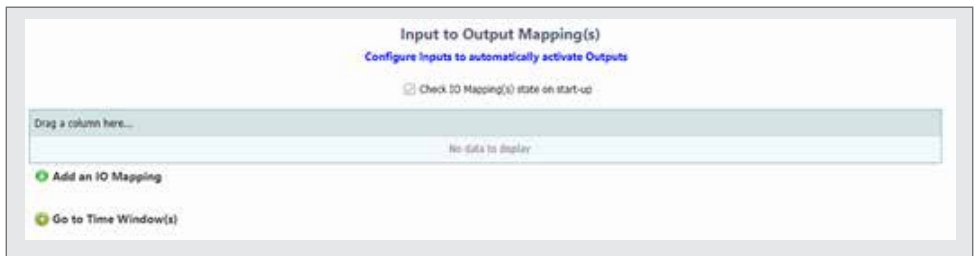 Input to Output Mapping(s)
Configure Inputs to automatically activate Outputs
Check IO Mapping(s) state on start-up
Drag a column here...
No data to display
Add an IO Mapping
Go to Time Window(s)